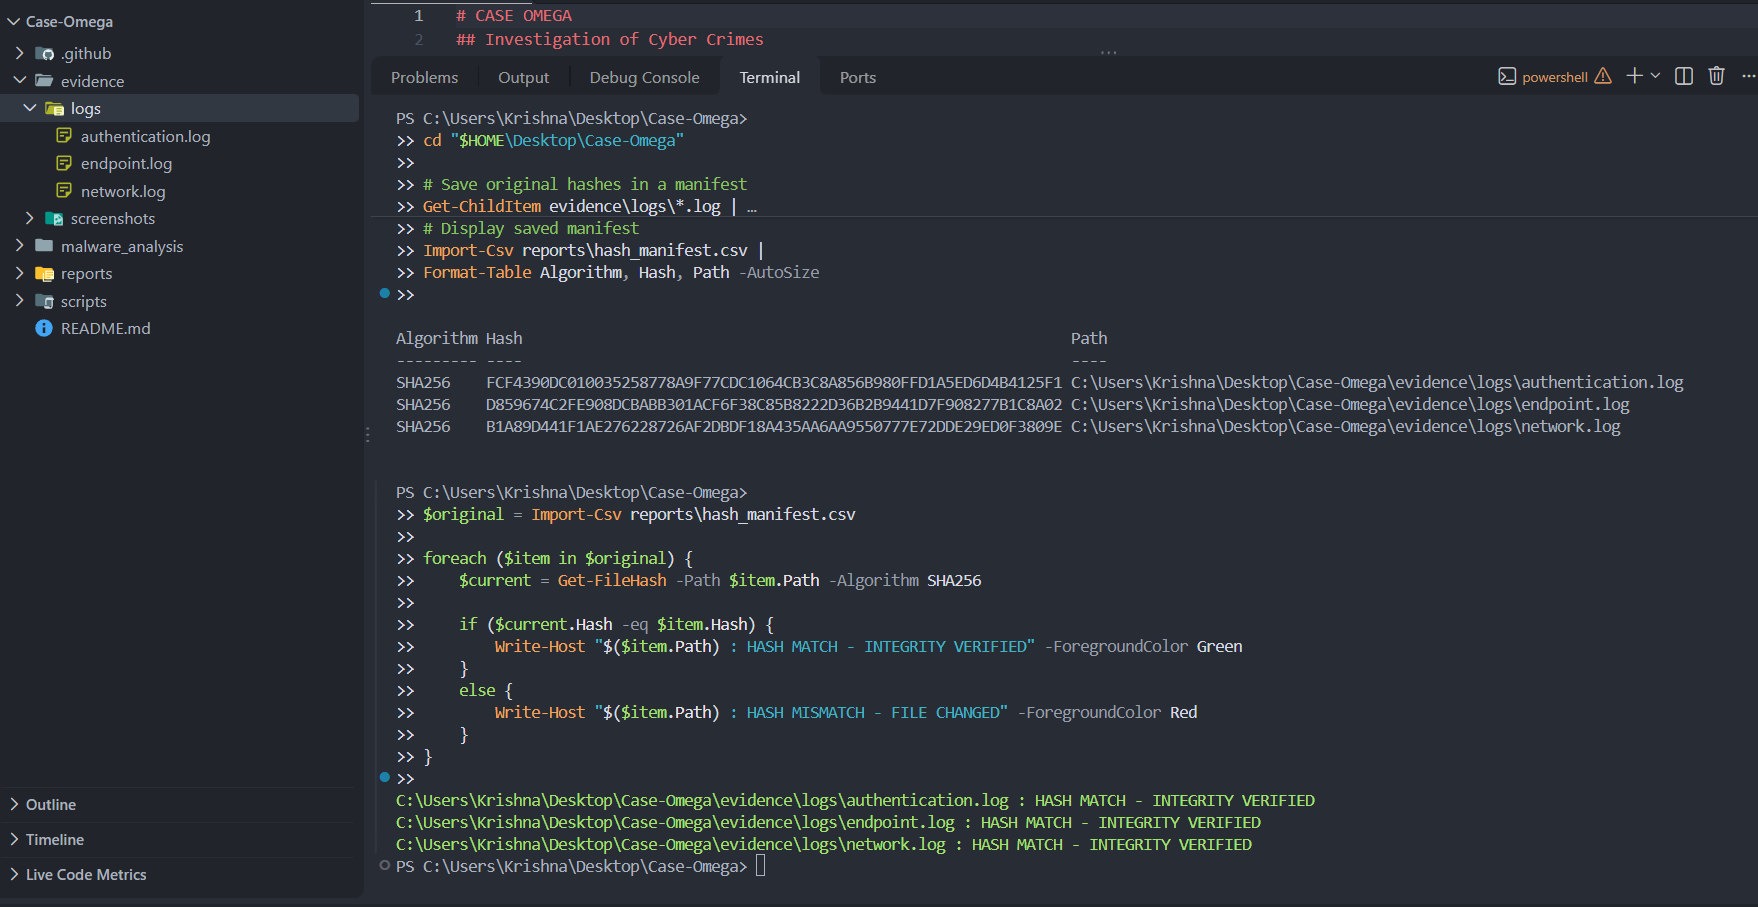 Case-Omega
.github
evidence
logs
authentication.log
endpoint.log
network.log
screenshots
malware_analysis
reports
scripts
README.md
Outline
Timeline
Live Code Metrics
1 # CASE OMEGA
2 ## Investigation of Cyber Crimes
Problems Output Debug Console Terminal Ports
powershell
PS C:\Users\Krishna\Desktop\Case-Omega>
>> cd "$HOME\Desktop\Case-Omega"
>>
>> # Save original hashes in a manifest
>> Get-ChildItem evidence\logs\*.log | …
>> # Display saved manifest
>> Import-Csv reports\hash_manifest.csv |
>> Format-Table Algorithm, Hash, Path -AutoSize
>>
Algorithm Hash Path
--------- ---- ----
SHA256 FCF4390DC010035258778A9F77CDC1064CB3C8A856B980FFD1A5ED6D4B4125F1 C:\Users\Krishna\Desktop\Case-Omega\evidence\logs\authentication.log
SHA256 D859674C2FE908DCBABB301ACF6F38C85B8222D36B2B9441D7F908277B1C8A02 C:\Users\Krishna\Desktop\Case-Omega\evidence\logs\endpoint.log
SHA256 B1A89D441F1AE276228726AF2DBDF18A435AA6AA9550777E72DDE29ED0F3809E C:\Users\Krishna\Desktop\Case-Omega\evidence\logs\network.log
PS C:\Users\Krishna\Desktop\Case-Omega>
>> $original = Import-Csv reports\hash_manifest.csv
>>
>> foreach ($item in $original) {
>>     $current = Get-FileHash -Path $item.Path -Algorithm SHA256
>>
>>     if ($current.Hash -eq $item.Hash) {
>>         Write-Host "$($item.Path) : HASH MATCH - INTEGRITY VERIFIED" -ForegroundColor Green
>>     }
>>     else {
>>         Write-Host "$($item.Path) : HASH MISMATCH - FILE CHANGED" -ForegroundColor Red
>>     }
>> }
>>
C:\Users\Krishna\Desktop\Case-Omega\evidence\logs\authentication.log : HASH MATCH - INTEGRITY VERIFIED
C:\Users\Krishna\Desktop\Case-Omega\evidence\logs\endpoint.log : HASH MATCH - INTEGRITY VERIFIED
C:\Users\Krishna\Desktop\Case-Omega\evidence\logs\network.log : HASH MATCH - INTEGRITY VERIFIED
PS C:\Users\Krishna\Desktop\Case-Omega>